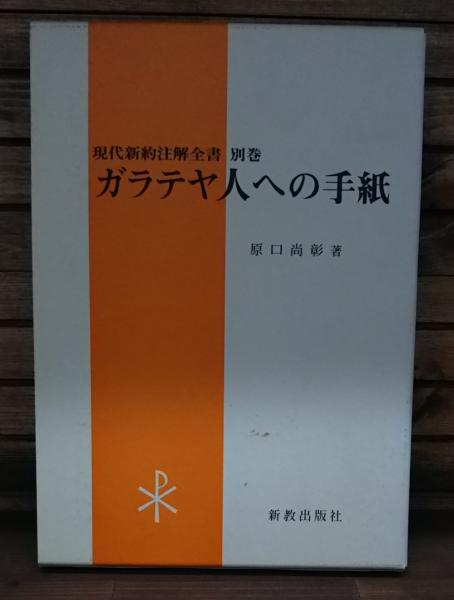 現代新約注解全書 別巻
ガラテヤ人への手紙
原口尚彰著
新教出版社